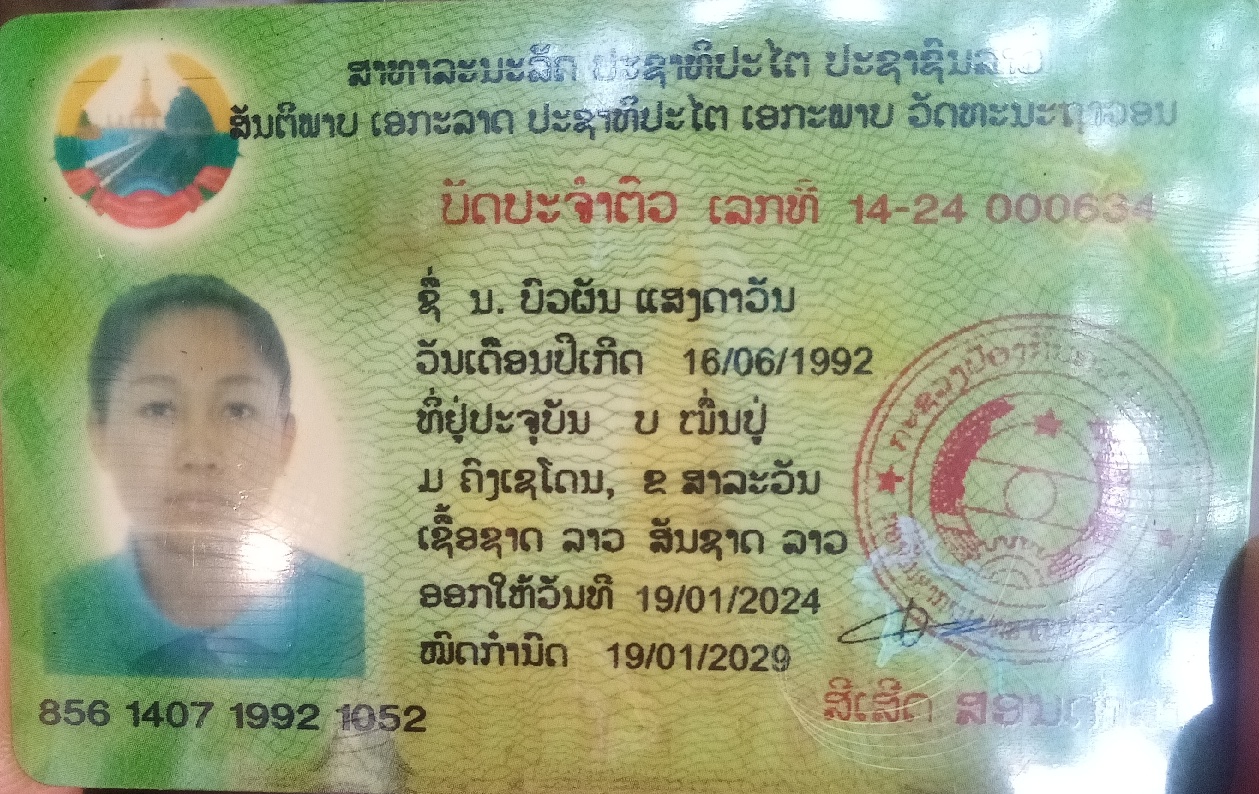 ສາທາລະນະລັດ ປະຊາທິປະໄຕ ປະຊາຊົນລາວ
ສັນຕິພາບ ເອກະລາດ ປະຊາທິປະໄຕ ເອກະພາບ ວັດທະນະຖາວອນ
ບັດປະຈຳຕົວ ເລກທີ່ 14-24 000634
ຊື່ ນ. ບົວຜັນ ແສງດາວັນ
ວັນເດືອນປີເກີດ 16/06/1992
ທີ່ຢູ່ປະຈຸບັນ ບ ໝື່ນປູ່
ມ ຄົງເຊໂດນ, ຂ ສາລະວັນ
ເຊື້ອຊາດ ລາວ ສັນຊາດ ລາວ
ອອກໃຫ້ວັນທີ 19/01/2024
ໝົດກຳນົດ 19/01/2029
856 1407 1992 1052
ສີເສີດ